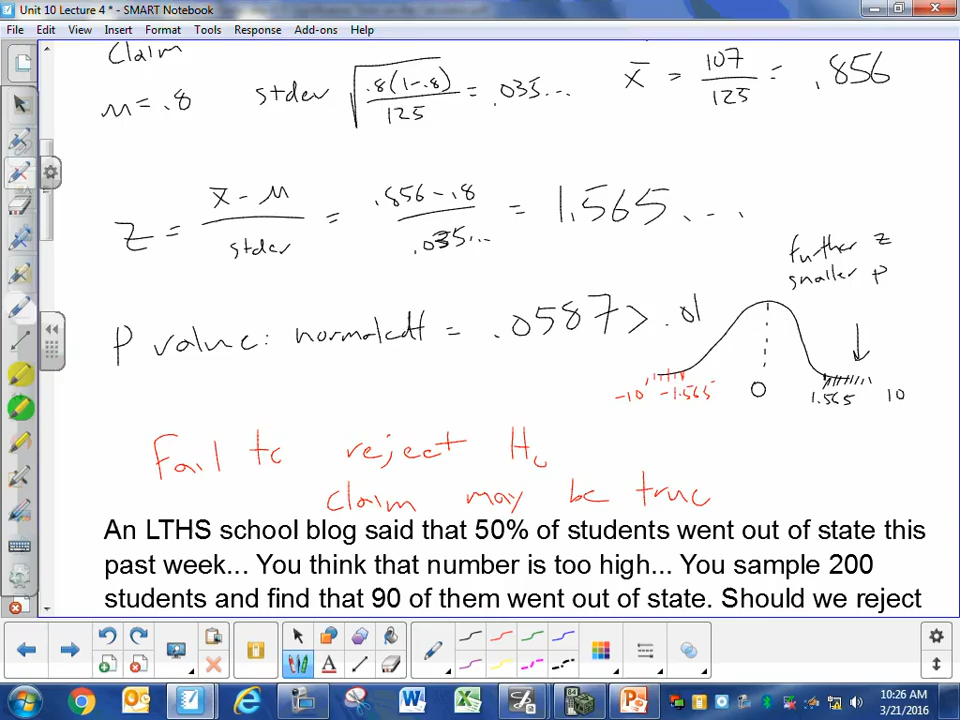 Unit 10 Lecture 4 * - SMART Notebook
File Edit View Insert Format Tools Response Add-ons Help
Claim
μ = .8
stdev √(.8(1-.8)/125) = .035...
x̄ = 107/125 = .856
z = (x̄ - μ)/stdev = (.856 - .8)/.035... = 1.565...
further z
smaller p
P value: normalcdf = .0587 > .01
-10 -1.565 0 1.565 10
Fail to reject H₀
claim may be true
An LTHS school blog said that 50% of students went out of state this
past week... You think that number is too high... You sample 200
students and find that 90 of them went out of state. Should we reject
10:26 AM
3/21/2016